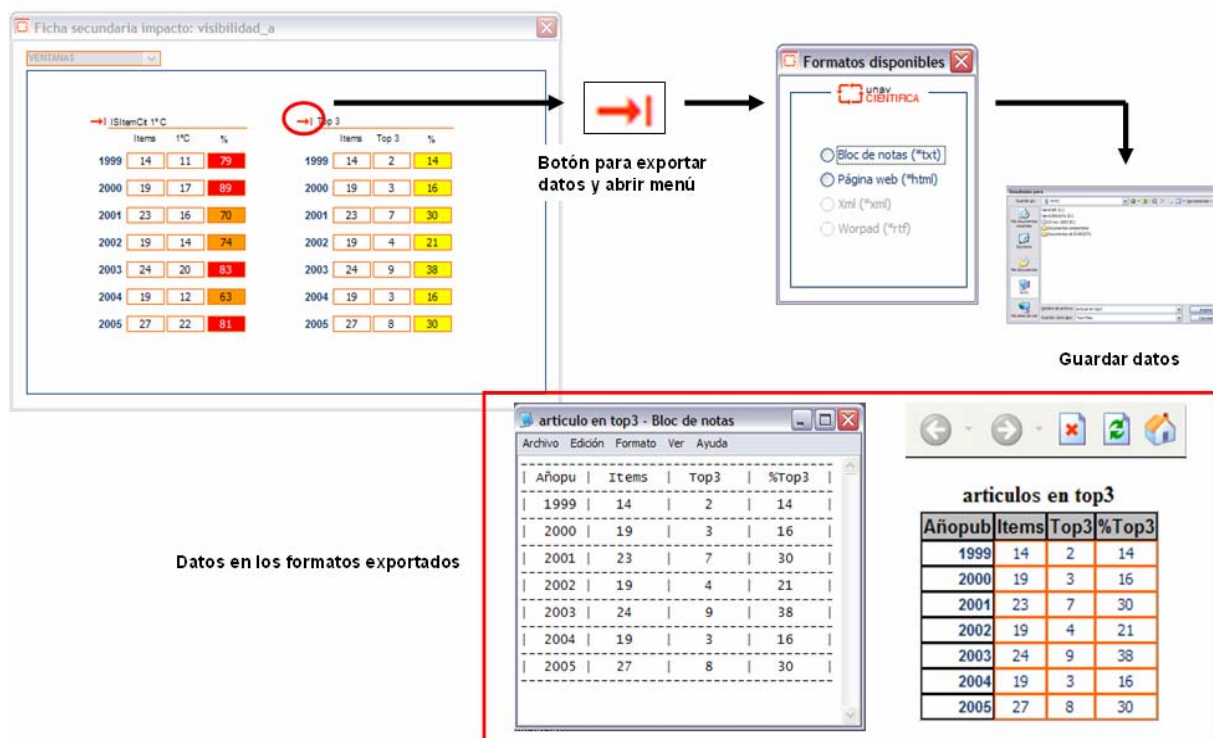 Ficha secundaria impacto: visibilidad_a
VENTANAS
ISItemCit 1ºC
Items 1ºC %
1999 14 11 79
2000 19 17 89
2001 23 16 70
2002 19 14 74
2003 24 20 83
2004 19 12 63
2005 27 22 81
Top 3
Items Top 3 %
1999 14 2 14
2000 19 3 16
2001 23 7 30
2002 19 4 21
2003 24 9 38
2004 19 3 16
2005 27 8 30
Botón para exportar
datos y abrir menú
Formatos disponibles
unav
CIENTIFICA
Bloc de notas (*txt)
Página web (*html)
Xml (*xml)
Worpad (*rtf)
Guardar datos
Datos en los formatos exportados
articulo en top3 - Bloc de notas
Archivo Edición Formato Ver Ayuda
| Añopu | Items | Top3 | %Top3 |
| 1999 | 14 | 2 | 14 |
| 2000 | 19 | 3 | 16 |
| 2001 | 23 | 7 | 30 |
| 2002 | 19 | 4 | 21 |
| 2003 | 24 | 9 | 38 |
| 2004 | 19 | 3 | 16 |
| 2005 | 27 | 8 | 30 |
articulos en top3
Añopub Items Top3 %Top3
1999 14 2 14
2000 19 3 16
2001 23 7 30
2002 19 4 21
2003 24 9 38
2004 19 3 16
2005 27 8 30